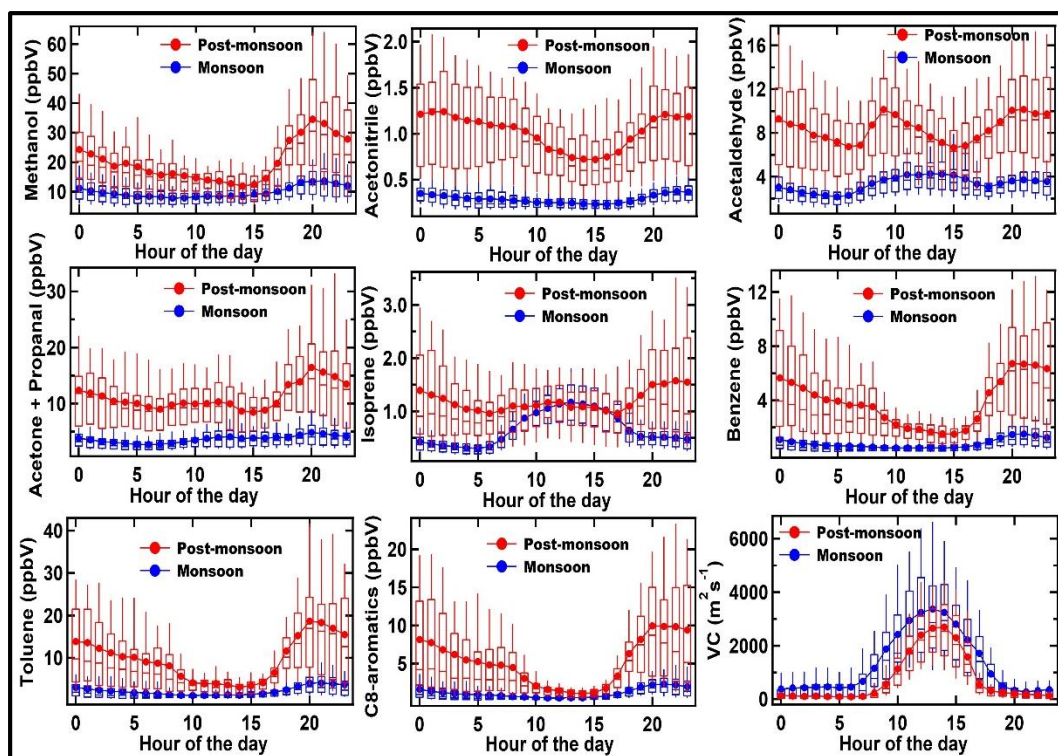 Methanol (ppbV)
60
50
40
30
20
10
Post-monsoon
Monsoon
0 5 10 15 20
Hour of the day
Acetonitrile (ppbV)
2.0
1.5
1.0
0.5
0.0
Post-monsoon
Monsoon
0 5 10 15 20
Hour of the day
Acetaldehyde (ppbV)
16
12
8
4
Post-monsoon
Monsoon
0 5 10 15 20
Hour of the day
Acetone + Propanal (ppbV)
30
20
10
Post-monsoon
Monsoon
0 5 10 15 20
Hour of the day
Isoprene (ppbV)
3.0
2.0
1.0
Post-monsoon
Monsoon
0 5 10 15 20
Hour of the day
Benzene (ppbV)
12
8
4
Post-monsoon
Monsoon
0 5 10 15 20
Hour of the day
Toluene (ppbV)
40
30
20
10
Post-monsoon
Monsoon
0 5 10 15 20
Hour of the day
C8-aromatics (ppbV)
20
15
10
5
Post-monsoon
Monsoon
0 5 10 15 20
Hour of the day
VC (m² s⁻¹)
6000
4000
2000
0
Post-monsoon
Monsoon
0 5 10 15 20
Hour of the day